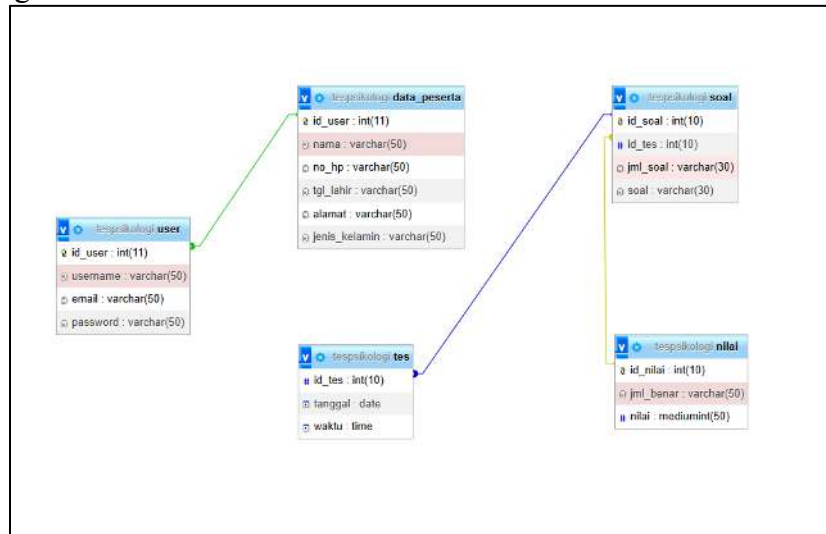 tespsikologi data_peserta
id_user : int(11)
nama : varchar(50)
no_hp : varchar(50)
tgl_lahir : varchar(50)
alamat : varchar(50)
jenis_kelamin : varchar(50)
tespsikologi soal
id_soal : int(10)
id_tes : int(10)
jml_soal : varchar(30)
soal : varchar(30)
tespsikologi user
id_user : int(11)
username : varchar(50)
email : varchar(50)
password : varchar(50)
tespsikologi tes
id_tes : int(10)
tanggal : date
waktu : time
tespsikologi nilai
id_nilai : int(10)
jml_benar : varchar(50)
nilai : mediumint(50)